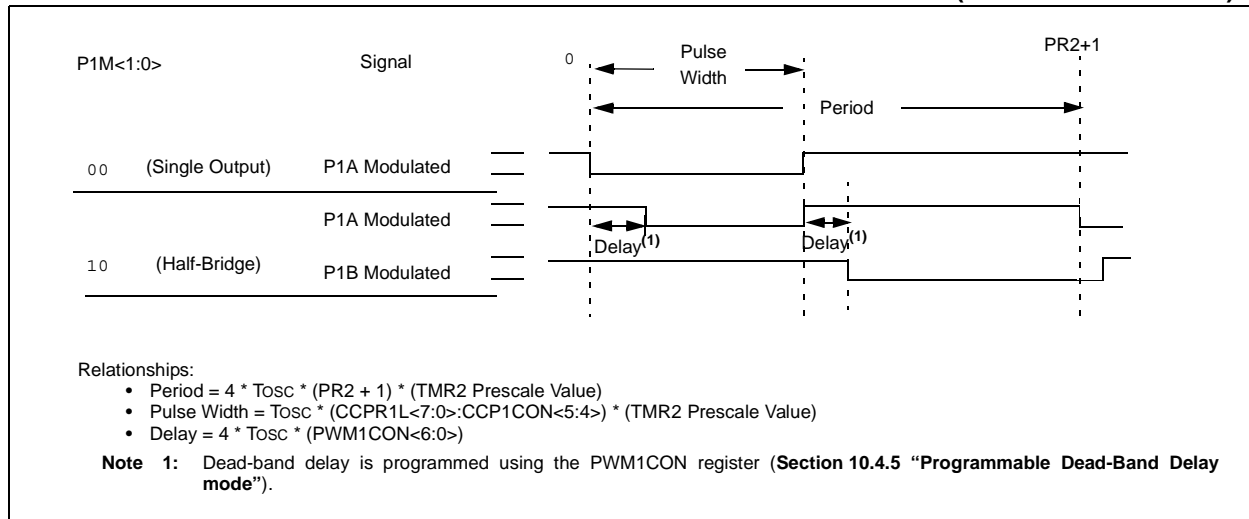 PR2+1
Pulse
Width
0
P1M<1:0> Signal
Period
00 (Single Output) P1A Modulated
P1A Modulated
Delay(1) Delay(1)
10 (Half-Bridge)
P1B Modulated
Relationships:
• Period = 4 * TOSC * (PR2 + 1) * (TMR2 Prescale Value)
• Pulse Width = TOSC * (CCPR1L<7:0>:CCP1CON<5:4>) * (TMR2 Prescale Value)
• Delay = 4 * TOSC * (PWM1CON<6:0>)
Note 1: Dead-band delay is programmed using the PWM1CON register (Section 10.4.5 “Programmable Dead-Band Delay
mode”).